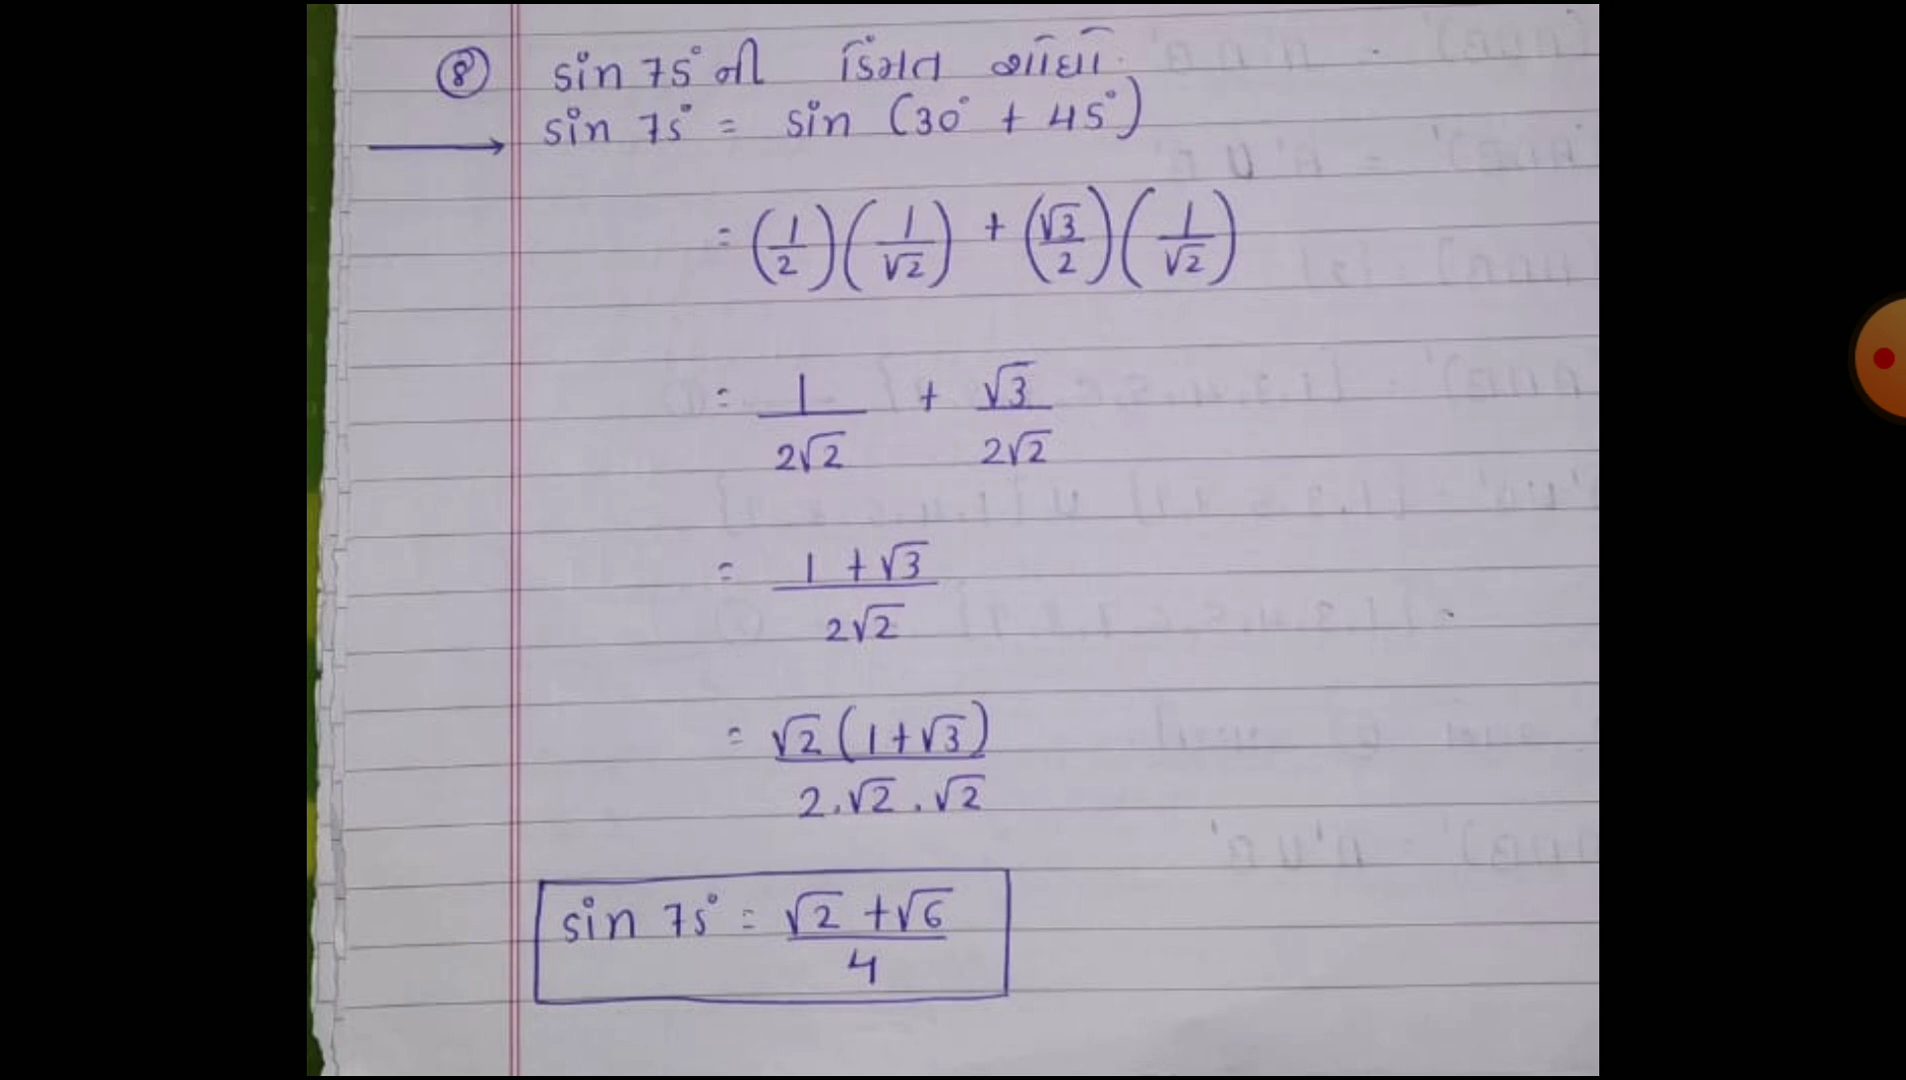 ⑧ sin 75° ની કિંમત શોધો.
sin 75° = sin (30° + 45°)
= (1/2)(1/√2) + (√3/2)(1/√2)
= 1/2√2 + √3/2√2
= 1 + √3 / 2√2
= √2(1+√3) / 2.√2.√2
sin 75° = √2 + √6 / 4